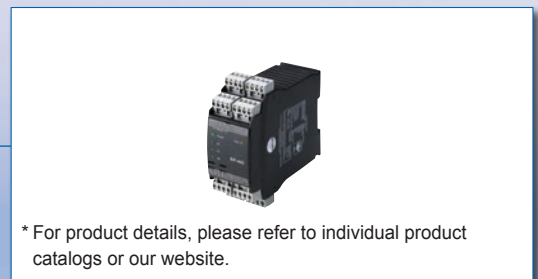 * For product details, please refer to individual product
catalogs or our website.